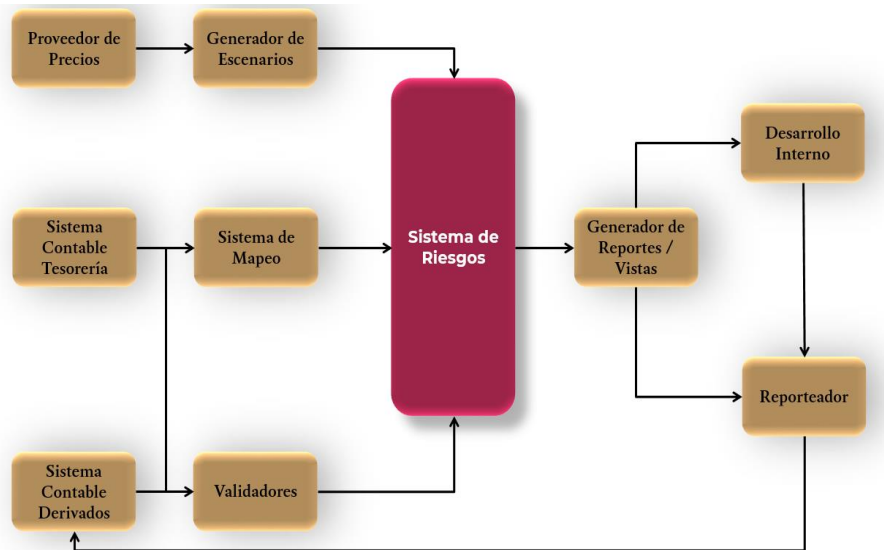 Proveedor de
Precios
Generador de
Escenarios
Desarrollo
Interno
Sistema
Contable
Tesorería
Sistema de
Mapeo
Sistema de
Riesgos
Generador de
Reportes /
Vistas
Reporteador
Sistema
Contable
Derivados
Validadores